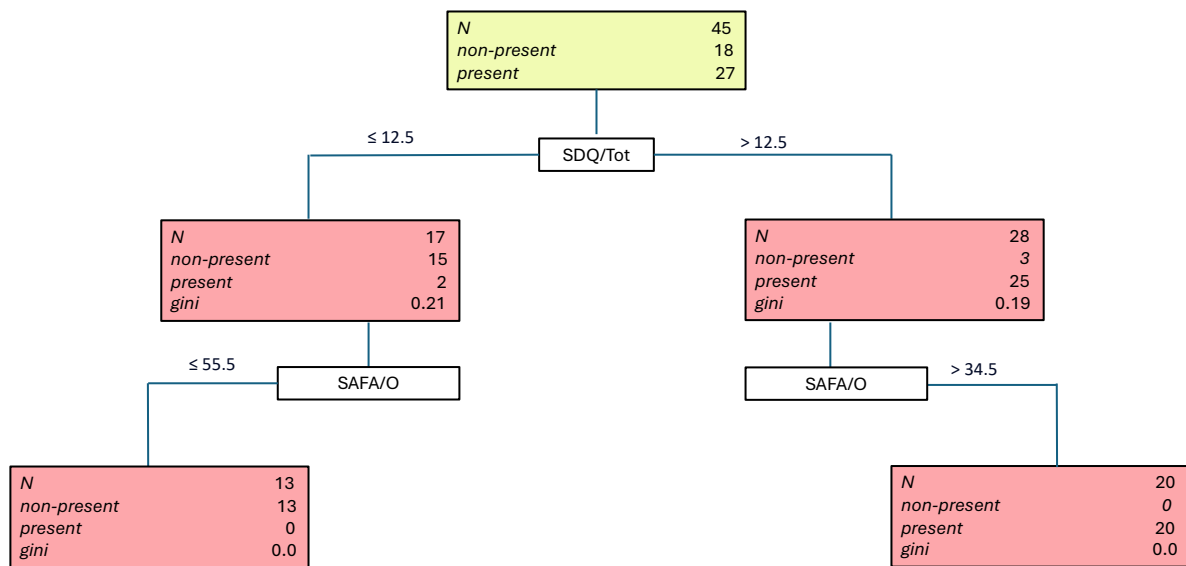 N 45
non-present 18
present 27
≤ 12.5
SDQ/Tot
> 12.5
N 17
non-present 15
present 2
gini 0.21
N 28
non-present 3
present 25
gini 0.19
≤ 55.5
SAFA/O
SAFA/O
> 34.5
N 13
non-present 13
present 0
gini 0.0
N 20
non-present 0
present 20
gini 0.0